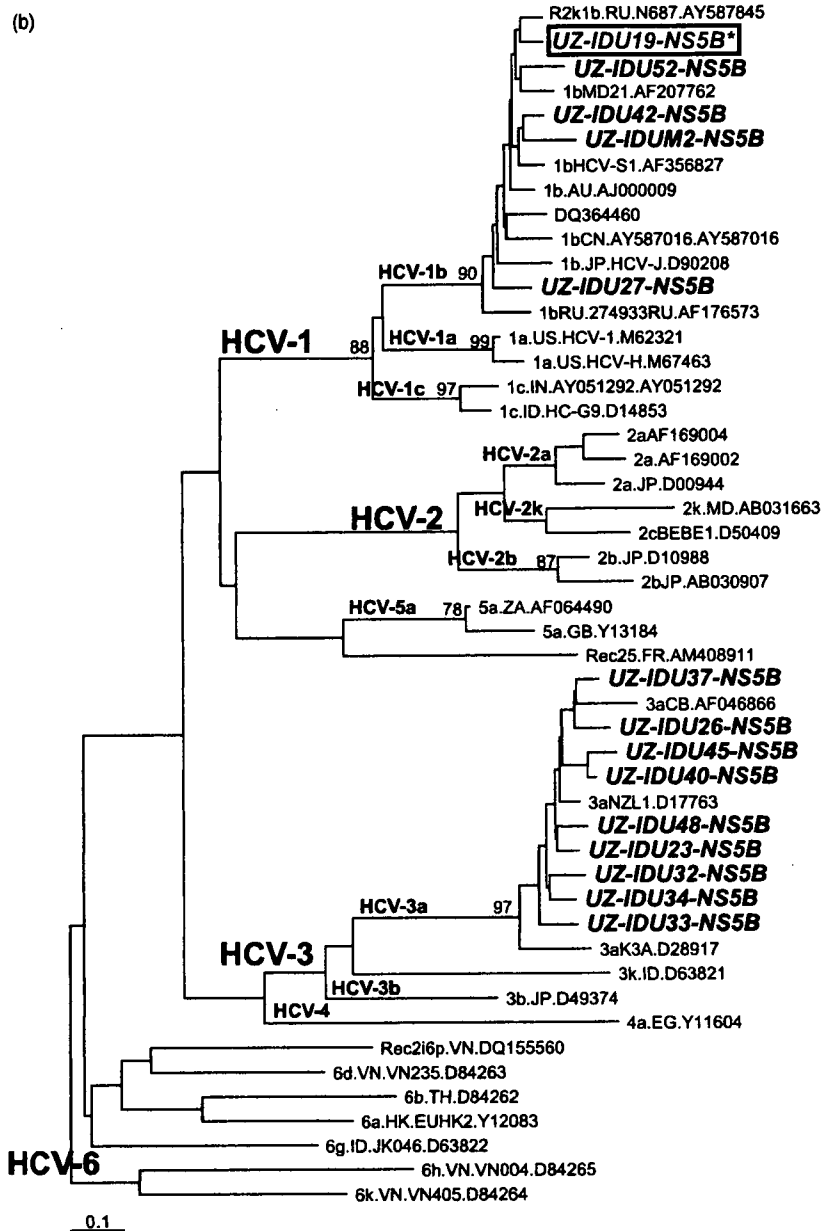 (b)
R2k1b.RU.N687.AY587845
UZ-IDU19-NS5B*
UZ-IDU52-NS5B
1bMD21.AF207762
UZ-IDU42-NS5B
UZ-IDUM2-NS5B
1bHCV-S1.AF356827
1b.AU.AJ000009
DQ364460
1bCN.AY587016.AY587016
HCV-1b 90
1b.JP.HCV-J.D90208
UZ-IDU27-NS5B
1bRU.274933RU.AF176573
HCV-1
88
HCV-1a 99
1a.US.HCV-1.M62321
1a.US.HCV-H.M67463
HCV-1c 97
1c.IN.AY051292.AY051292
1c.ID.HC-G9.D14853
2aAF169004
HCV-2a
2a.AF169002
2a.JP.D00944
HCV-2
HCV-2k
2k.MD.AB031663
2cBEBE1.D50409
HCV-2b 87
2b.JP.D10988
2bJP.AB030907
HCV-5a 78
5a.ZA.AF064490
5a.GB.Y13184
Rec25.FR.AM408911
UZ-IDU37-NS5B
3aCB.AF046866
UZ-IDU26-NS5B
UZ-IDU45-NS5B
UZ-IDU40-NS5B
3aNZL1.D17763
UZ-IDU48-NS5B
UZ-IDU23-NS5B
UZ-IDU32-NS5B
UZ-IDU34-NS5B
HCV-3a 97
UZ-IDU33-NS5B
3aK3A.D28917
HCV-3
3k.ID.D63821
HCV-3b
3b.JP.D49374
HCV-4
4a.EG.Y11604
Rec2i6p.VN.DQ155560
6d.VN.VN235.D84263
6b.TH.D84262
6a.HK.EUHK2.Y12083
6g.ID.JK046.D63822
HCV-6
6h.VN.VN004.D84265
6k.VN.VN405.D84264
0.1